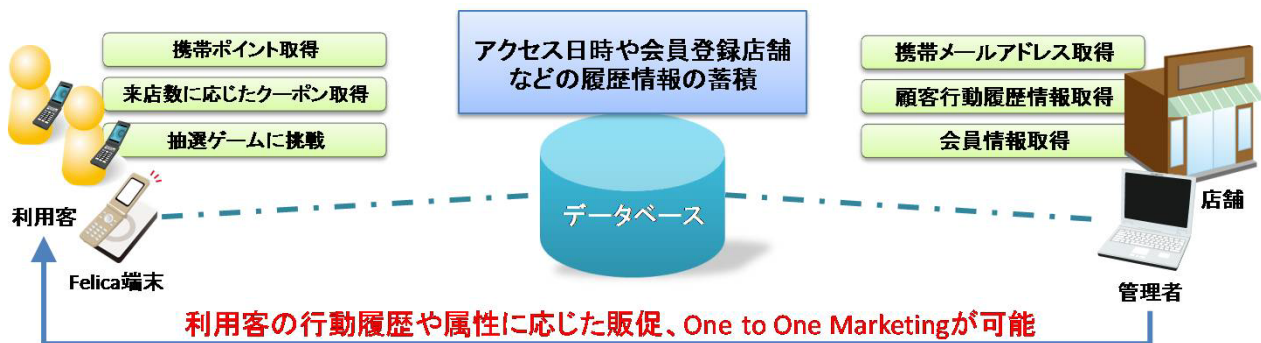 携帯ポイント取得
来店数に応じたクーポン取得
抽選ゲームに挑戦
利用客
Felica端末
アクセス日時や会員登録店舗
などの履歴情報の蓄積
データベース
携帯メールアドレス取得
顧客行動履歴情報取得
会員情報取得
店舗
管理者
利用客の行動履歴や属性に応じた販促、One to One Marketingが可能